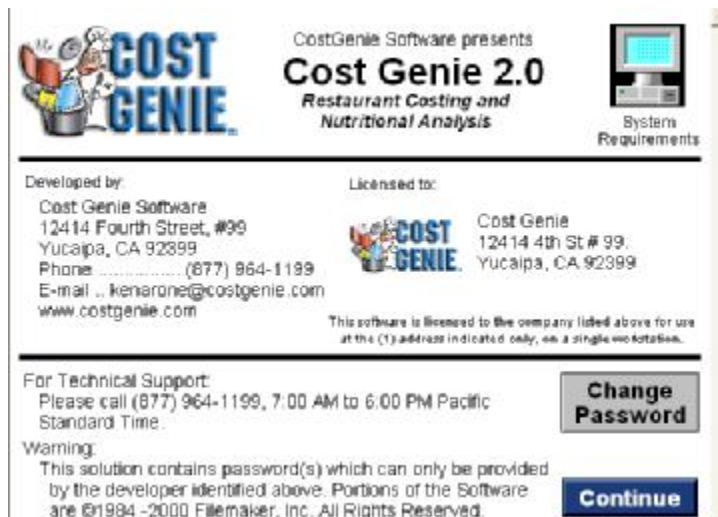 COST GENIE
CostGenie Software presents
Cost Genie 2.0
Restaurant Costing and
Nutritional Analysis
System
Requirements
Developed by:
Cost Genie Software
12414 Fourth Street, #99
Yucaipa, CA 92399
Phone ................. (877) 964-1199
E-mail .. kenarone@costgenie.com
www.costgenie.com
Licensed to:
COST GENIE
Cost Genie
12414 4th St # 99.
Yucaipa, CA 92399
This software is licensed to the company listed above for use
at the (1) address indicated only, on a single workstation.
For Technical Support:
Please call (877) 964-1199, 7:00 AM to 6:00 PM Pacific
Standard Time.
Change
Password
Warning:
This solution contains password(s) which can only be provided
by the developer identified above. Portions of the Software
are ©1984 -2000 Filemaker, Inc. All Rights Reserved.
Continue